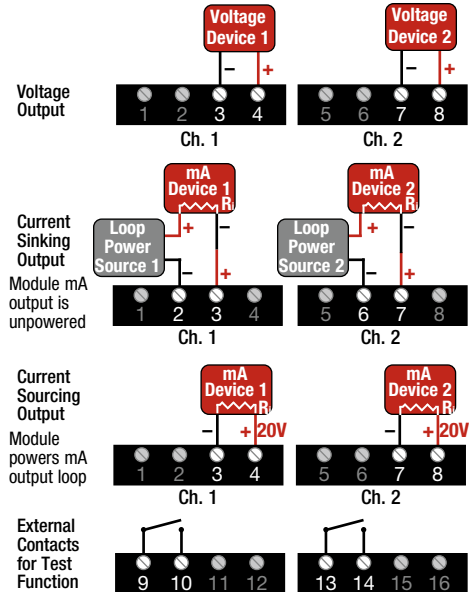 Voltage Device 1
Voltage Device 2
– +
– +
Voltage Output
1 2 3 4
5 6 7 8
Ch. 1
Ch. 2
mA Device 1
Ri
mA Device 2
Ri
Current Sinking Output
Loop Power Source 1
+ –
Loop Power Source 2
+ –
Module mA output is unpowered
– +
– +
1 2 3 4
5 6 7 8
Ch. 1
Ch. 2
Current Sourcing Output
mA Device 1
Ri
mA Device 2
Ri
Module powers mA output loop
– + 20V
– + 20V
1 2 3 4
5 6 7 8
Ch. 1
Ch. 2
External Contacts for Test Function
9 10 11 12
13 14 15 16